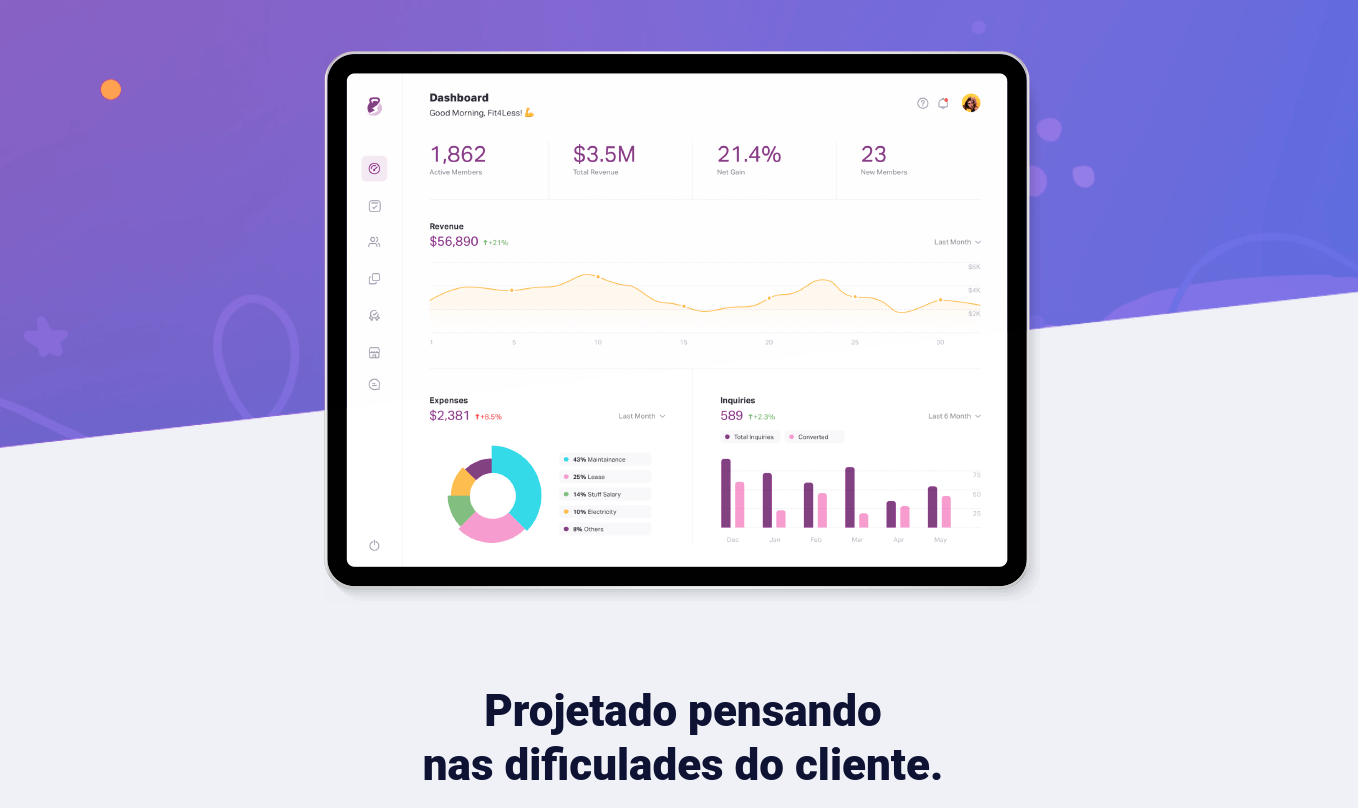 Dashboard
Good Morning, Fit4Less! 💪
1,862
Active Members
$3.5M
Total Revenue
21.4%
Net Gain
23
New Members
Revenue
$56,890 ↑+21%
Last Month
$6K
$4K
$2K
1 5 10 15 20 25 30
Expenses
$2,381 ↑+8.5%
Last Month
43% Maintainance
25% Lease
14% Stuff Salary
10% Electricity
8% Others
Inquiries
589 ↑+2.3%
Last 6 Month
Total Inquiries Converted
75
50
25
Dec Jan Feb Mar Apr May
Projetado pensando
nas dificulades do cliente.